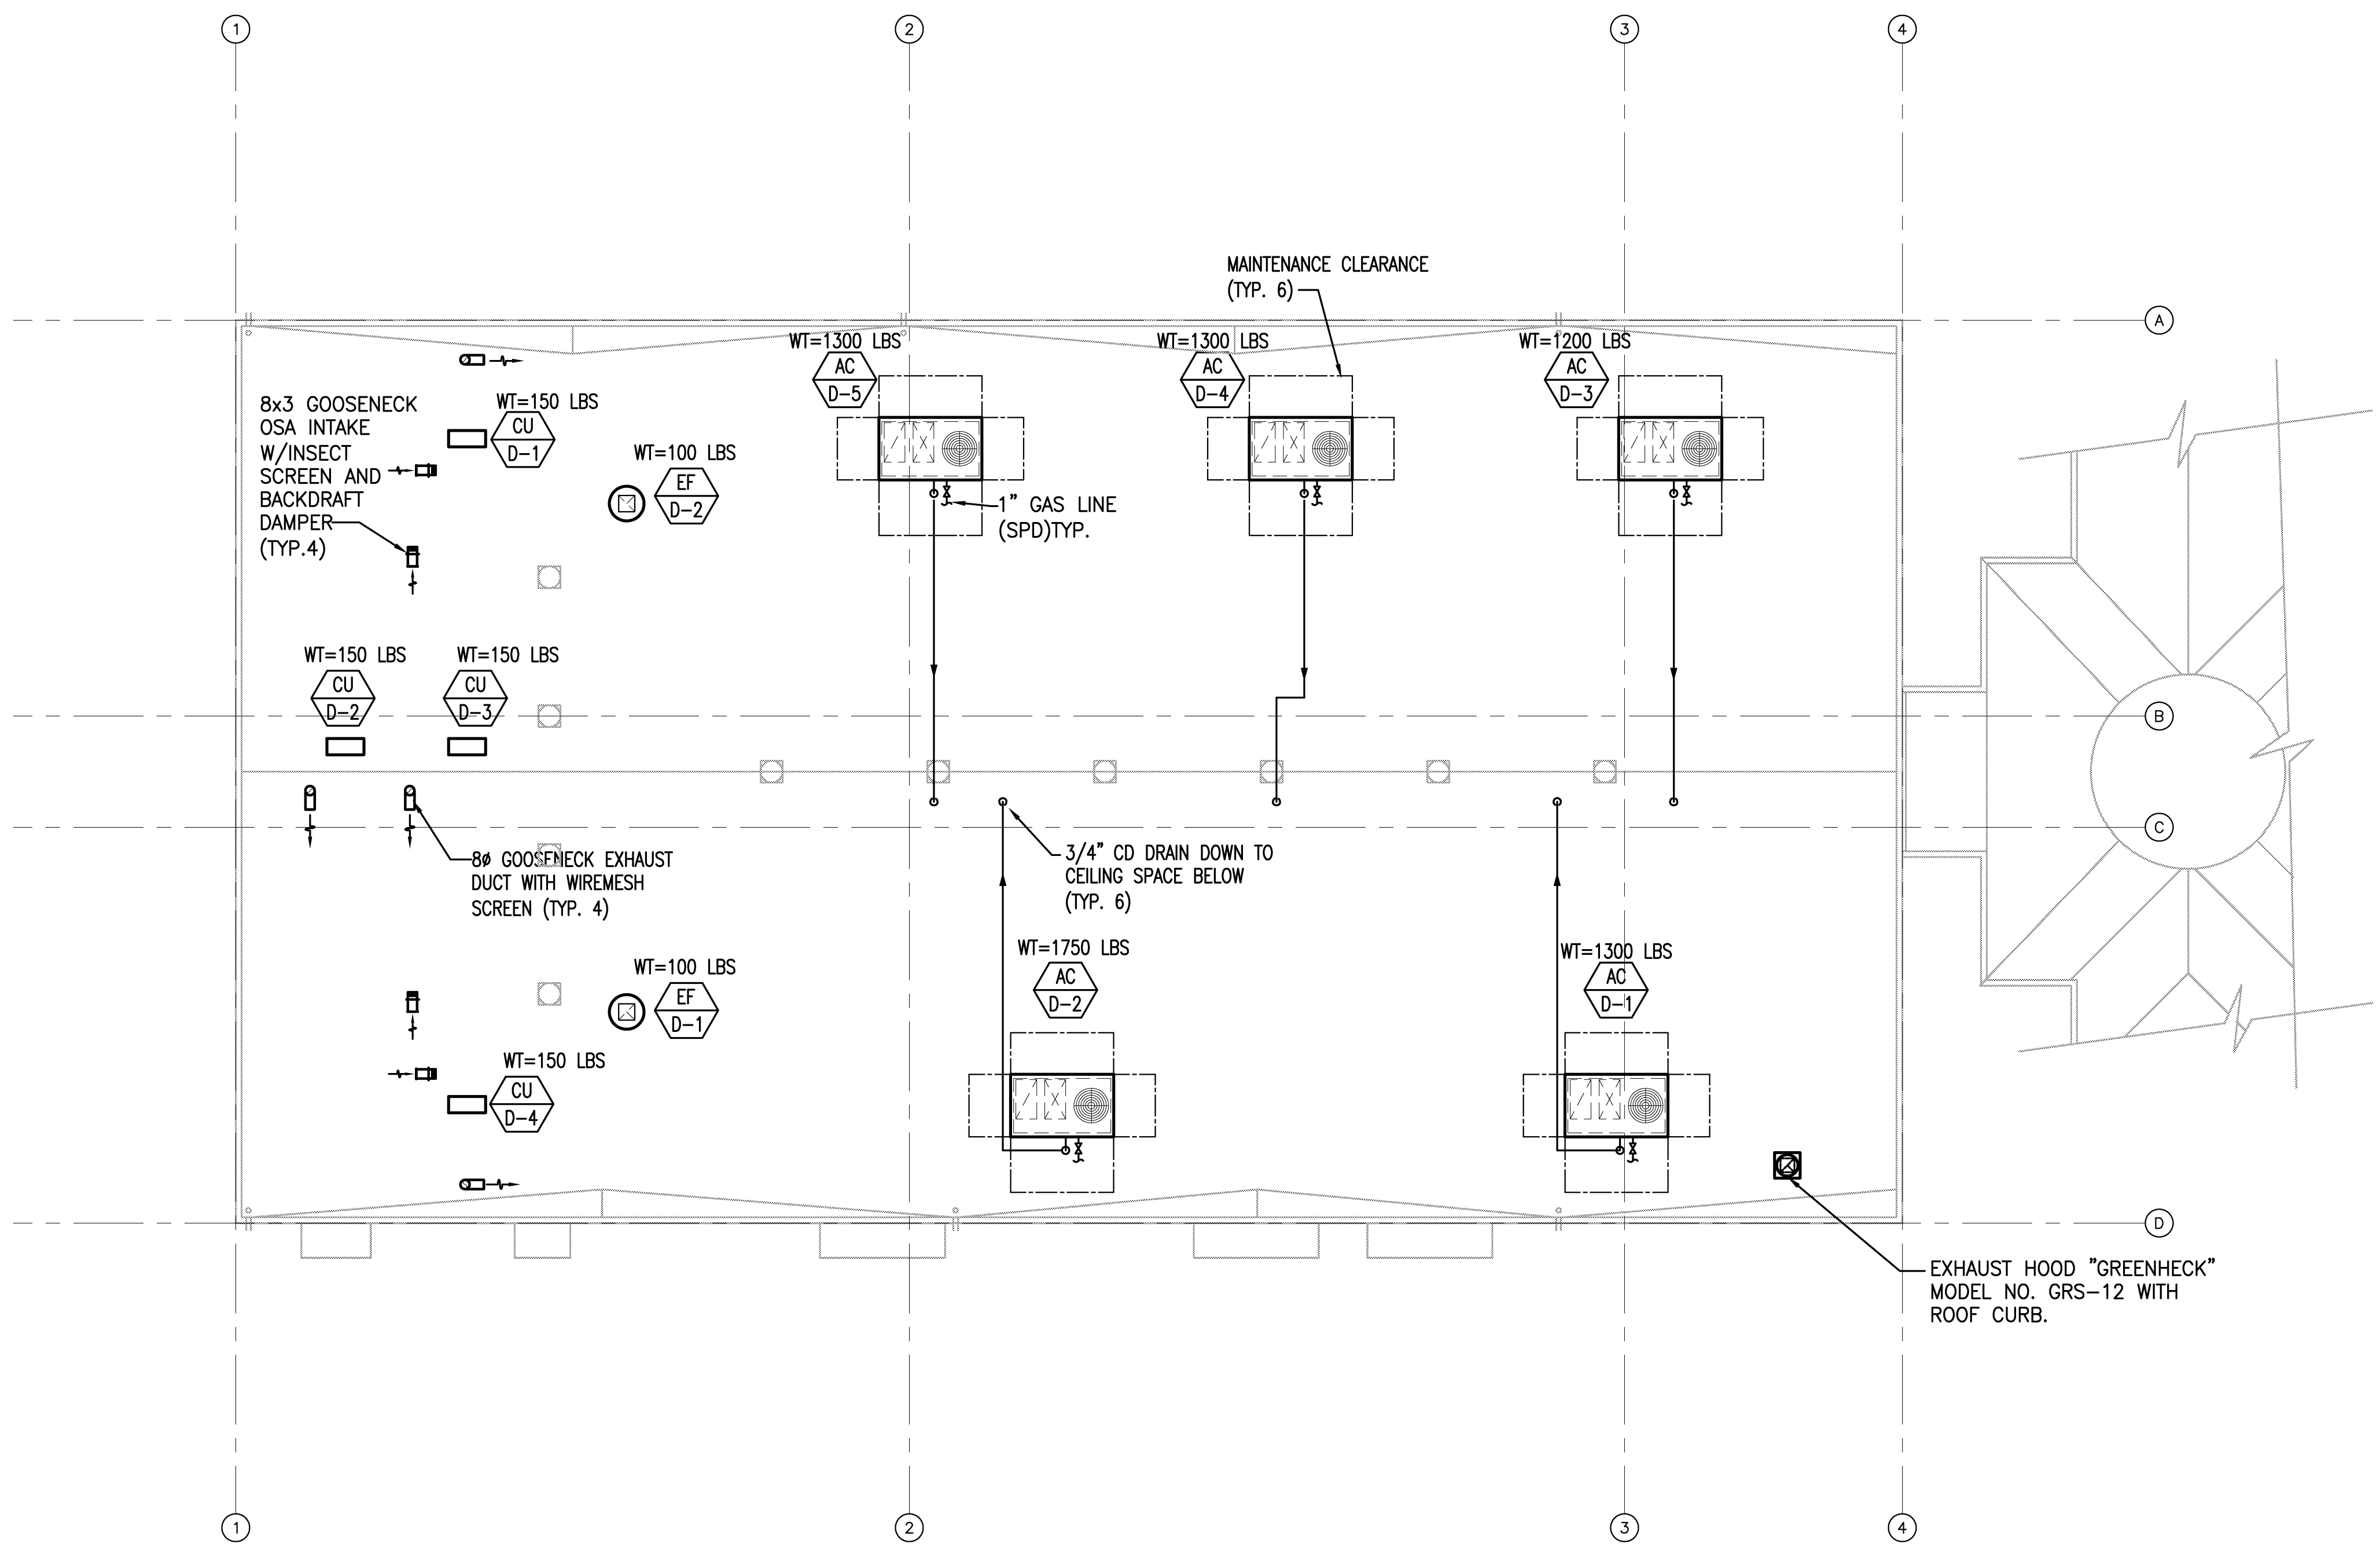 1
2
3
4
MAINTENANCE CLEARANCE
(TYP. 6)
A
WT=1300 LBS
AC
D-5
WT=1300 LBS
AC
D-4
WT=1200 LBS
AC
D-3
8x3 GOOSENECK
OSA INTAKE
W/INSECT
SCREEN AND
BACKDRAFT
DAMPER
(TYP.4)
WT=150 LBS
CU
D-1
WT=100 LBS
EF
D-2
1" GAS LINE
(SPD)TYP.
WT=150 LBS
CU
D-2
WT=150 LBS
CU
D-3
B
C
8ø GOOSENECK EXHAUST
DUCT WITH WIREMESH
SCREEN (TYP. 4)
3/4" CD DRAIN DOWN TO
CEILING SPACE BELOW
(TYP. 6)
WT=100 LBS
EF
D-1
WT=1750 LBS
AC
D-2
WT=1300 LBS
AC
D-1
WT=150 LBS
CU
D-4
D
EXHAUST HOOD "GREENHECK"
MODEL NO. GRS-12 WITH
ROOF CURB.
1
2
3
4